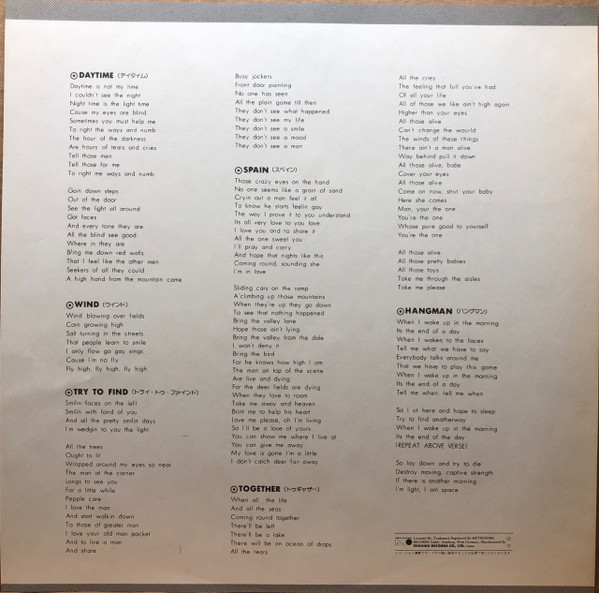 DAYTIME (デイタイム)
Daytime is not my time
I couldn't see the night
Night time is the light time
Cause my eyes are blind
Sometimes you must help me
To right the ways and numb
The hour of the darkness
Are hours of tears and cries
Tell those men
Tell those for me
To right me ways and numb
Goin down steps
Out of the door
See the light all around
Got faces
And every tone they are
All the blind see good
Where in they are
Bring me down red walls
That I feel like the other men
Seekers of all they could
A high hand from the mountain came
WIND (ウインド)
Wind blowing over fields
Corn growing high
Salt turning in the streets
That people learn to smile
I only flow go gay sings
Cause I'm no fly
Fly high, fly high, fly high
TRY TO FIND (トライ・トゥ・ファインド)
Smilin faces on the left
Smilin with fond of you
And all the pretty smilin days
I'm wedgin to you the light
All the trees
Ought to lit
Wrapped around my eyes so near
The man at the corner
Longs to see you
For a little while
People care
I love the man
And start walkin down
To those of greater man
I love your old man pocket
And to live a man
And share
Busy jockers
Front door painting
No one has seen
All the plain game till then
They don't see what happened
They don't see my life
They don't see a smile
They don't see a mood
They don't see a man
SPAIN (スペイン)
Those crazy eyes on the hand
No one seems like a grain of sand
Cryin out a man feel it all
To know he starts feelin gay
The way I prove it to you understand
Its all very love to you love
I love you and to share it
All the one sweet you
I'll pray and carry
And hope that nights like this
Coming round, sounding she
I'm in love
Sliding cars on the ramp
A'climbing up those mountains
When they're up they go down
To see that nothing happened
Bring the valley lane
Hope those ain't lying
Bring the valley from the dale
I won't deny it
Bring the bird
For he knows how high I am
The man on top of the scene
Are live and dying
For the deer fields are dying
When they love to roam
Take me away and heaven
Print me to help his heart
Love me please, oh I'm living
So I'll be a love of yours
You can show me where I live at
You can give me away
My love is gone I'm a little
I don't catch deer far away
TOGETHER (トゥギャザー)
When all the life
And all the seas
Coming round together
There'll be left
There'll be a lake
There will be an ocean of drops
All the tears
All the cries
The feeling that full you've had
Of all your life
All of those we like ain't high again
Higher than your eyes
All those alive
Can't change the would
The winds of these things
There ain't a man alive
Way behind pull it down
All those alive, babe
Cover your eyes
All those alive
Come on now, shut your baby
Here she comes
Man, your the one
You're the one
Whose pure good to yourself
You're the one
All those alive
All those pretty babies
All those toys
Take me through the aisles
Take me please
HANGMAN (ハングマン)
When I wake up in the morning
Its the end of a day
When I waken to the faces
Tell me what we have to say
Everybody talks around me
That we have to play this game
When I wake up in the morning
Its the end of a day
Tell me when, tell me when
So I sit here and hope to sleep
Try to find anotherway
When I wake up in the morning
Its the end of the day
(REPEAT ABOVE VERSE)
So lay down and try to die
Destroy moving, captive strength
If there is another morning
I'm light, I am space